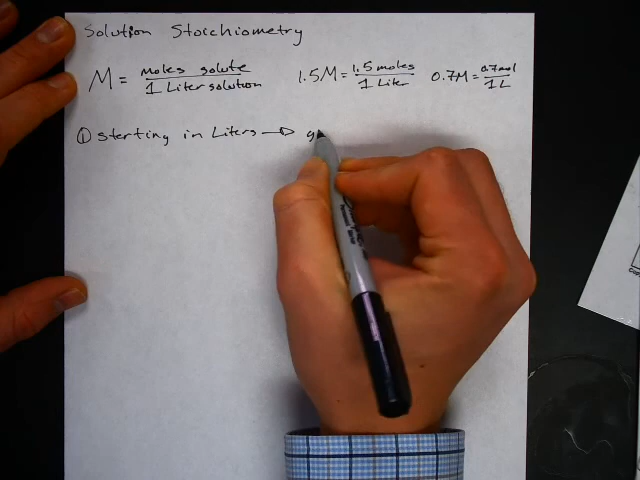 Solution Stoichiometry
M = moles solute / 1 Liter solution 1.5M = 1.5 moles / 1 Liter 0.7M = 0.7mol / 1L
① starting in Liters → g